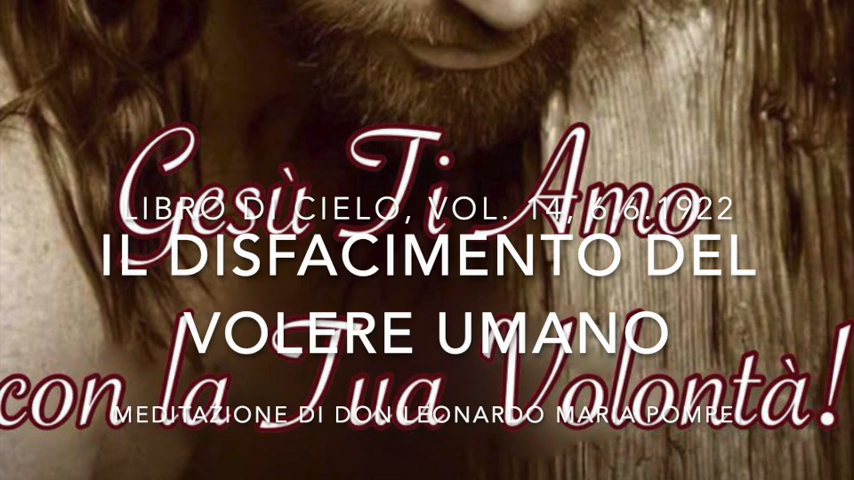 Gesù Ti Amo
LIBRO DI CIELO, VOL. 14, 6.6.1922
IL DISFACIMENTO DEL
VOLERE UMANO
con la Tua Volontà!
MEDITAZIONE DI DON LEONARDO MARIA POMPEI